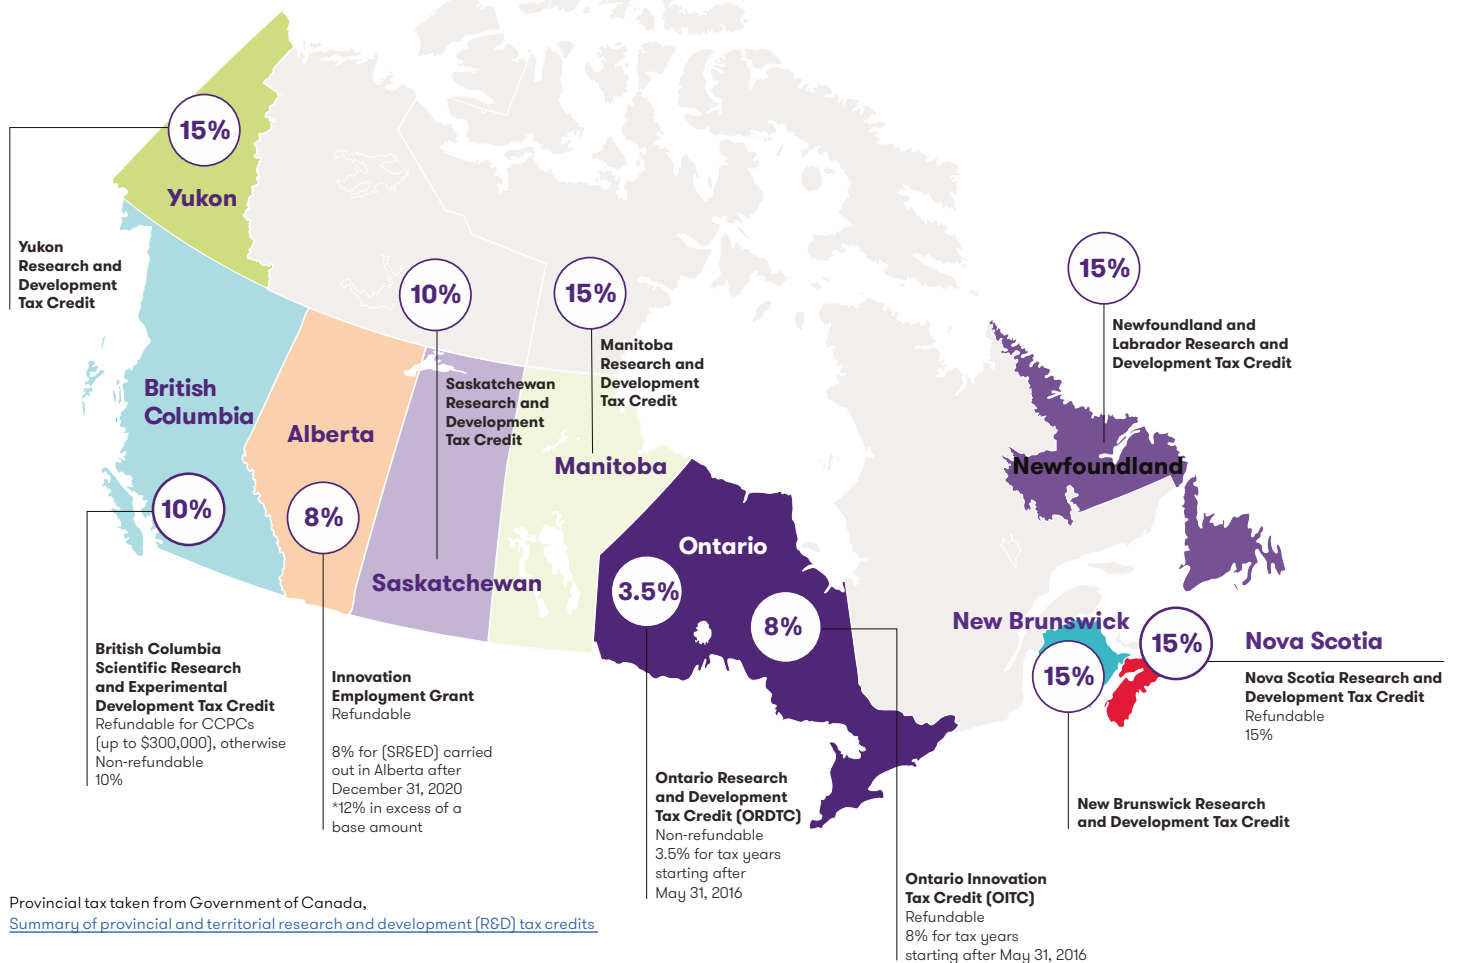 15%
Yukon
Yukon
Research and
Development
Tax Credit
10%
Saskatchewan
Research and
Development
Tax Credit
15%
Manitoba
Research and
Development
Tax Credit
15%
Newfoundland and
Labrador Research and
Development Tax Credit
British
Columbia
Alberta
Manitoba
Newfoundland
10%
8%
Saskatchewan
Ontario
3.5%
8%
New Brunswick
15%
15%
Nova Scotia
Nova Scotia Research and
Development Tax Credit
Refundable
15%
British Columbia
Scientific Research
and Experimental
Development Tax Credit
Refundable for CCPCs
(up to $300,000), otherwise
Non-refundable
10%
Innovation
Employment Grant
Refundable
8% for (SR&ED) carried
out in Alberta after
December 31, 2020
*12% in excess of a
base amount
Ontario Research
and Development
Tax Credit (ORDTC)
Non-refundable
3.5% for tax years
starting after
May 31, 2016
New Brunswick Research
and Development Tax Credit
Ontario Innovation
Tax Credit (OITC)
Refundable
8% for tax years
starting after May 31, 2016
Provincial tax taken from Government of Canada,
Summary of provincial and territorial research and development (R&D) tax credits